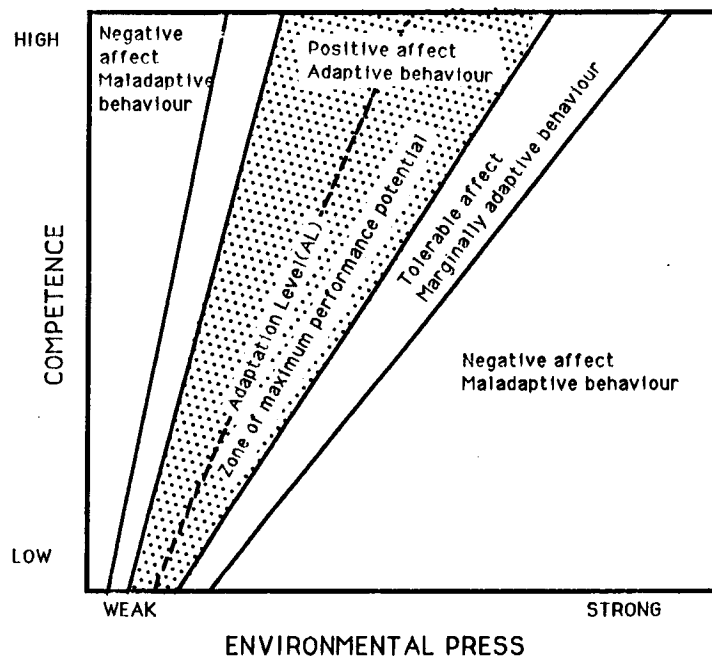 HIGH
Negative
affect
Maladaptive
behaviour
Positive affect
Adaptive behaviour
Adaptation Level(AL)
Zone of maximum performance potential
Tolerable affect
Marginally adaptive behaviour
Negative affect
Maladaptive behaviour
COMPETENCE
LOW
WEAK
STRONG
ENVIRONMENTAL PRESS